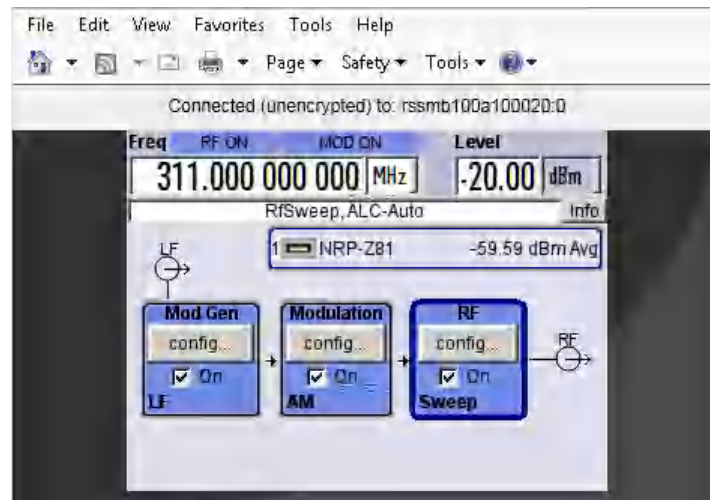 File Edit View Favorites Tools Help
Page Safety Tools
Connected (unencrypted) to: rssmb100a100020:0
Freq RF ON MOD ON Level
311.000 000 000 MHz -20.00 dBm
RfSweep, ALC-Auto Info
1 NRP-Z81 -59.59 dBm Avg
LF
Mod Gen Modulation RF
config... config... config... RF
On On On
LF AM Sweep